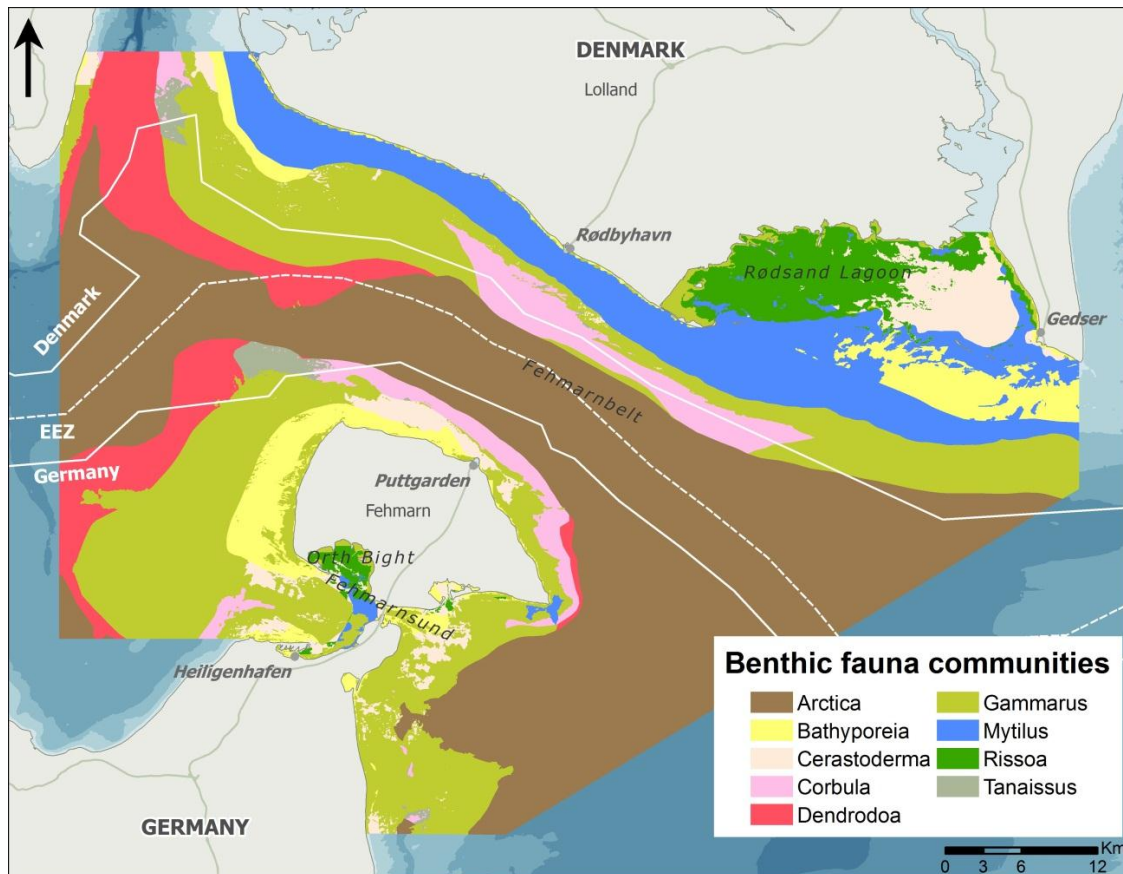 DENMARK
Lolland
Rødbyhavn
Rødsand Lagoon
Gedser
Denmark
Fehmarnbelt
EEZ
Germany
Puttgarden
Fehmarn
Orth Bight
Fehmarnsund
Heiligenhafen
GERMANY
Benthic fauna communities
Arctica
Bathyporeia
Cerastoderma
Corbula
Dendrodoa
Gammarus
Mytilus
Rissoa
Tanaissus
Km
0 3 6 12